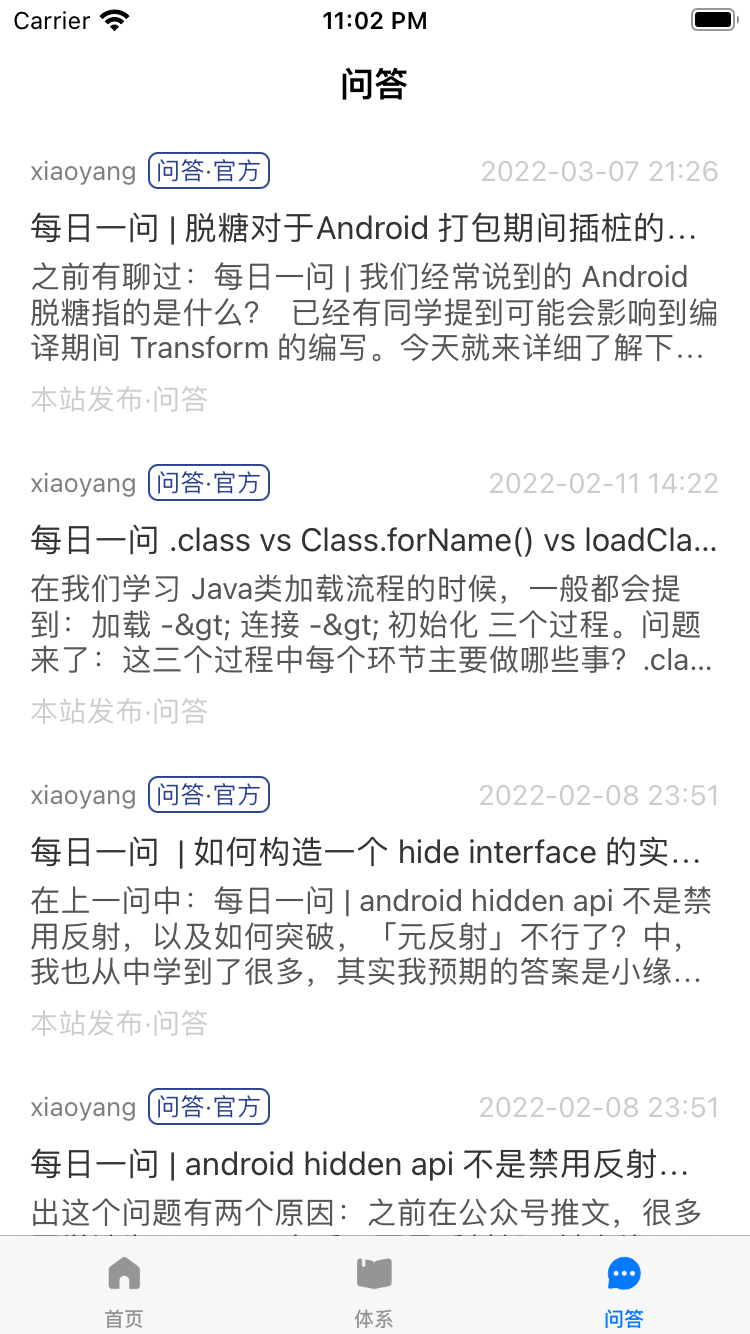 Carrier 11:02 PM
问答
xiaoyang 问答·官方 2022-03-07 21:26
每日一问 | 脱糖对于Android 打包期间插桩的…
之前有聊过：每日一问 | 我们经常说到的 Android
脱糖指的是什么？ 已经有同学提到可能会影响到编
译期间 Transform 的编写。今天就来详细了解下…
本站发布·问答
xiaoyang 问答·官方 2022-02-11 14:22
每日一问 .class vs Class.forName() vs loadCla...
在我们学习 Java类加载流程的时候，一般都会提
到：加载 -&gt; 连接 -&gt; 初始化 三个过程。问题
来了：这三个过程中每个环节主要做哪些事？.cla...
本站发布·问答
xiaoyang 问答·官方 2022-02-08 23:51
每日一问 | 如何构造一个 hide interface 的实…
在上一问中：每日一问 | android hidden api 不是禁
用反射，以及如何突破，「元反射」不行了？中，
我也从中学到了很多，其实我预期的答案是小缘…
本站发布·问答
xiaoyang 问答·官方 2022-02-08 23:51
每日一问 | android hidden api 不是禁用反射…
出这个问题有两个原因：之前在公众号推文，很多
首页 体系 问答